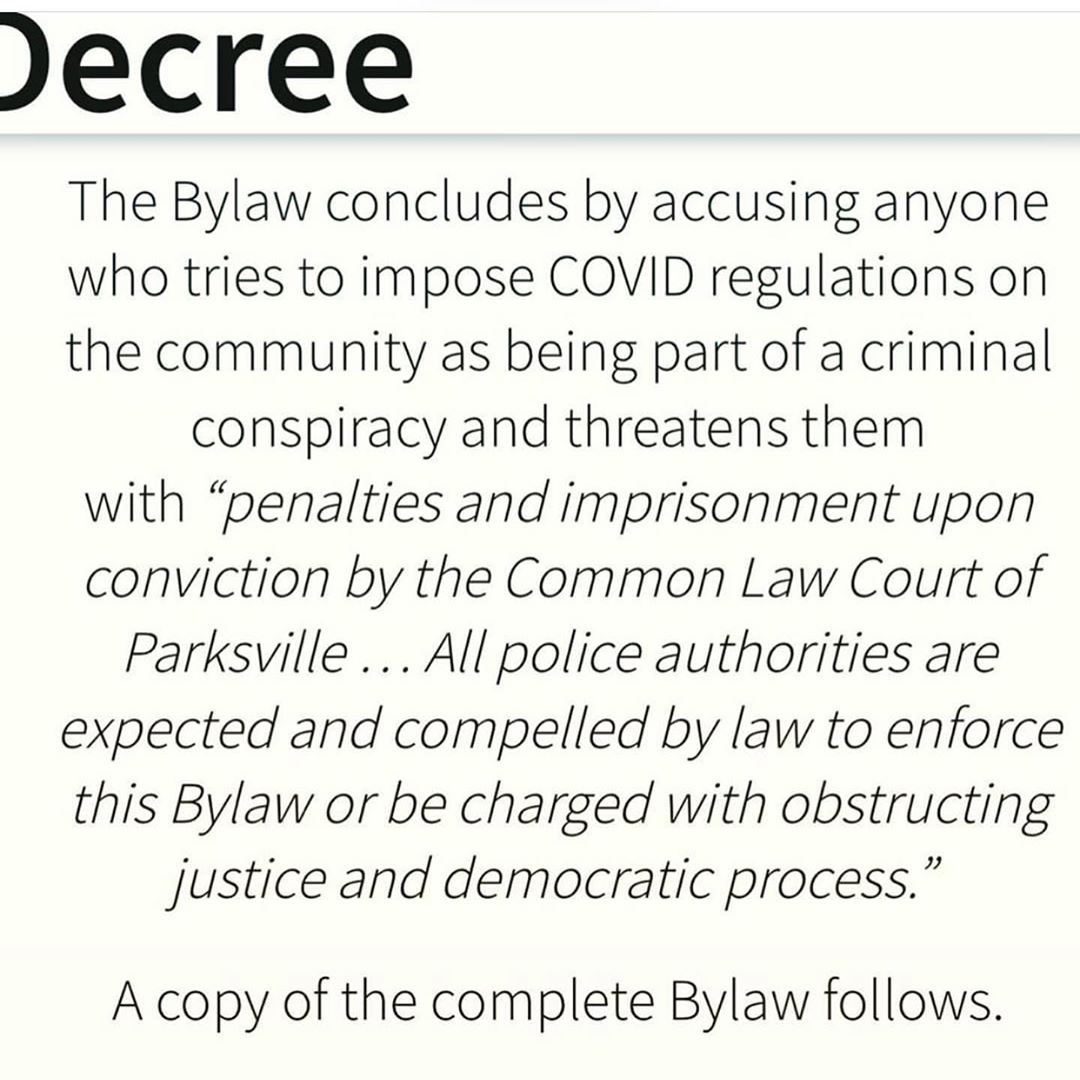 Decree
The Bylaw concludes by accusing anyone
who tries to impose COVID regulations on
the community as being part of a criminal
conspiracy and threatens them
with “penalties and imprisonment upon
conviction by the Common Law Court of
Parksville … All police authorities are
expected and compelled by law to enforce
this Bylaw or be charged with obstructing
justice and democratic process.”
A copy of the complete Bylaw follows.